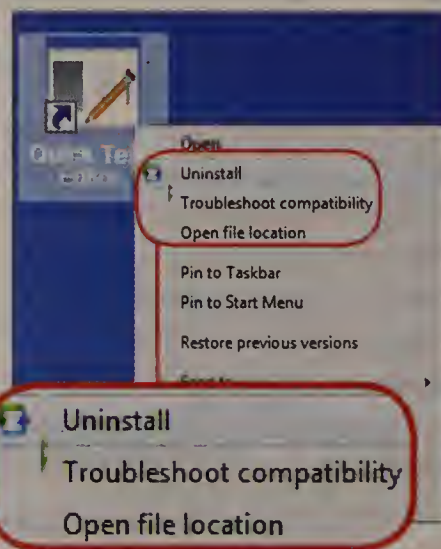 Open
Uninstall
Troubleshoot compatibility
Open file location
Pin to Taskbar
Pin to Start Menu
Restore previous versions
Uninstall
Troubleshoot compatibility
Open file location